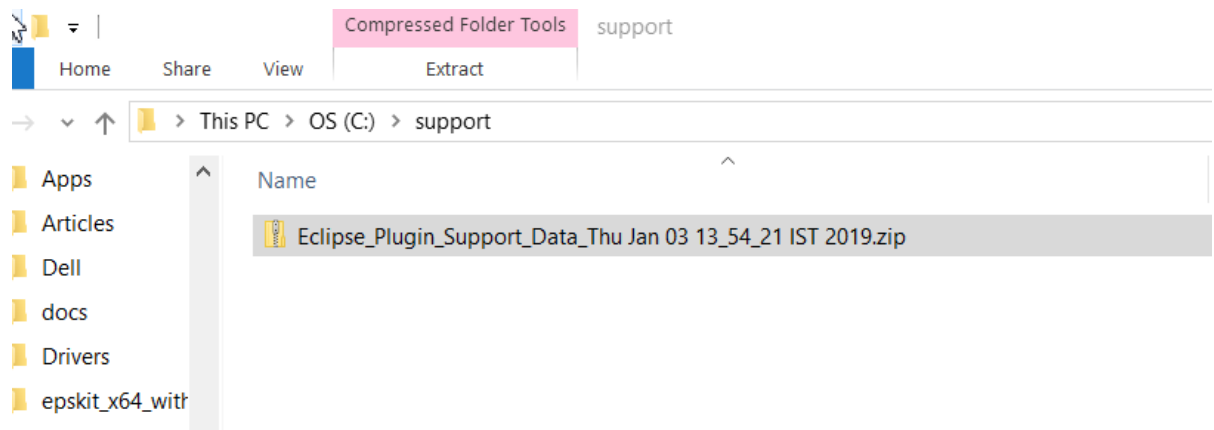 Compressed Folder Tools support
Home Share View Extract
This PC > OS (C:) > support
Name
Eclipse_Plugin_Support_Data_Thu Jan 03 13_54_21 IST 2019.zip
Apps
Articles
Dell
docs
Drivers
epskit_x64_with